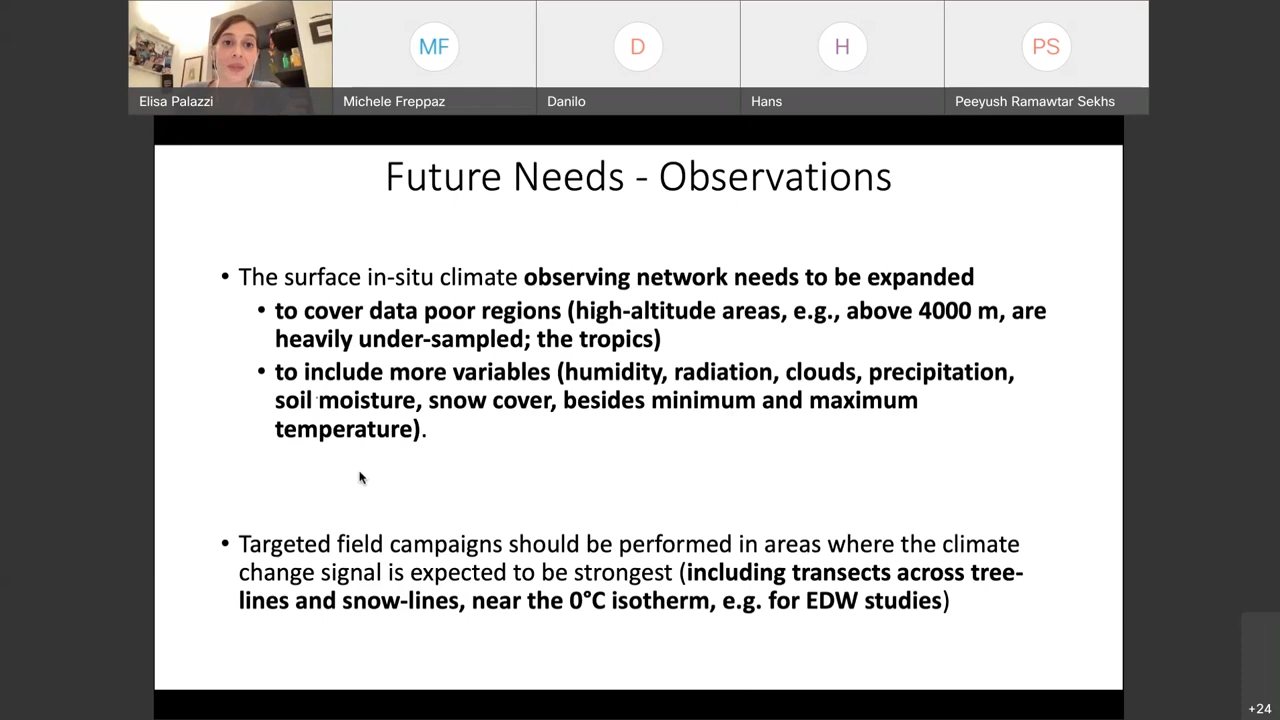 MF
D
H
PS
Elisa Palazzi
Michele Freppaz
Danilo
Hans
Peeyush Ramawtar Sekhs
Future Needs - Observations
• The surface in-situ climate observing network needs to be expanded
• to cover data poor regions (high-altitude areas, e.g., above 4000 m, are
heavily under-sampled; the tropics)
• to include more variables (humidity, radiation, clouds, precipitation,
soil moisture, snow cover, besides minimum and maximum
temperature).
• Targeted field campaigns should be performed in areas where the climate
change signal is expected to be strongest (including transects across tree-
lines and snow-lines, near the 0°C isotherm, e.g. for EDW studies)
+24